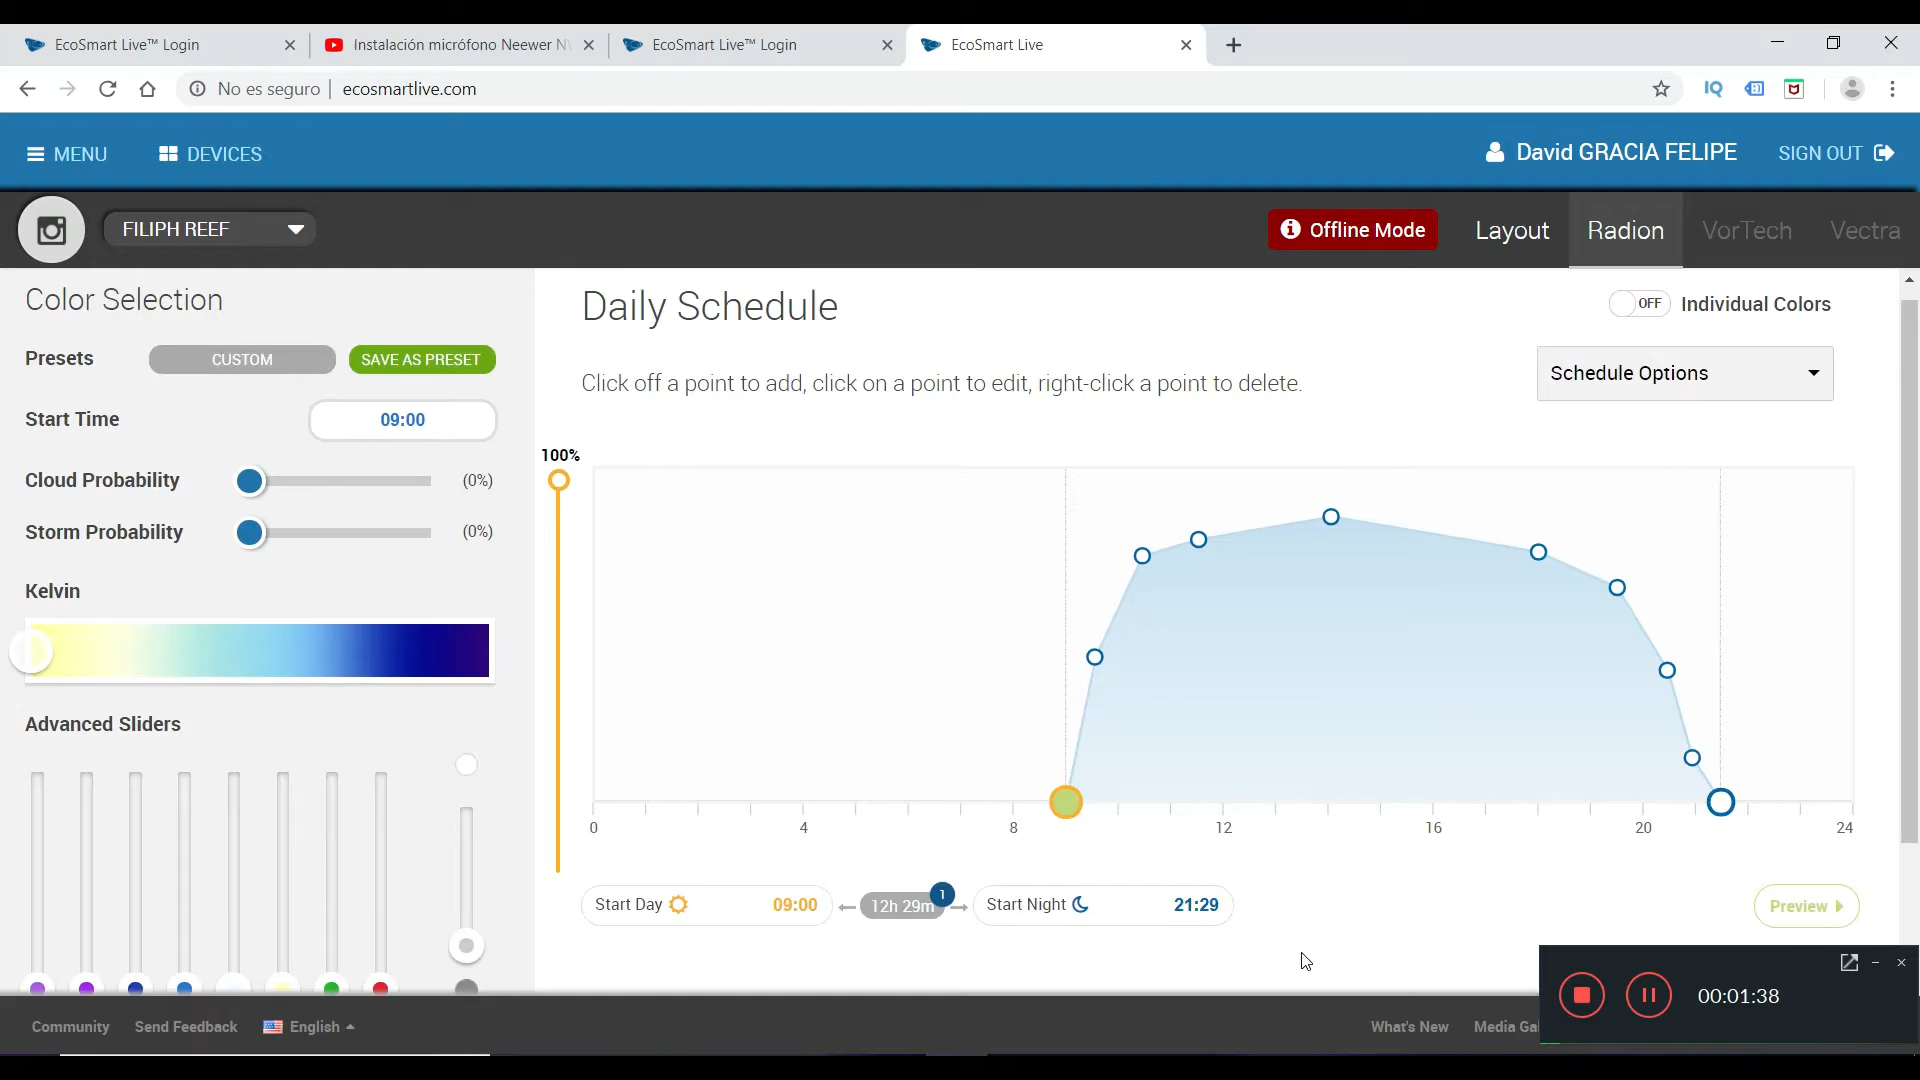 EcoSmart Live™ Login
Instalación micrófono Neewer N
EcoSmart Live™ Login
EcoSmart Live
No es seguro
ecosmartlive.com
IQ
MENU
DEVICES
David GRACIA FELIPE
SIGN OUT
FILIPH REEF
Offline Mode
Layout
Radion
VorTech
Vectra
Color Selection
Presets
CUSTOM
SAVE AS PRESET
Start Time
09:00
Cloud Probability
(0%)
Storm Probability
(0%)
Kelvin
Advanced Sliders
Daily Schedule
OFF
Individual Colors
Click off a point to add, click on a point to edit, right-click a point to delete.
Schedule Options
100%
0
4
8
12
16
20
24
Start Day
09:00
12h 29m
1
Start Night
21:29
Preview
00:01:38
Community
Send Feedback
English
What's New
Media Ga